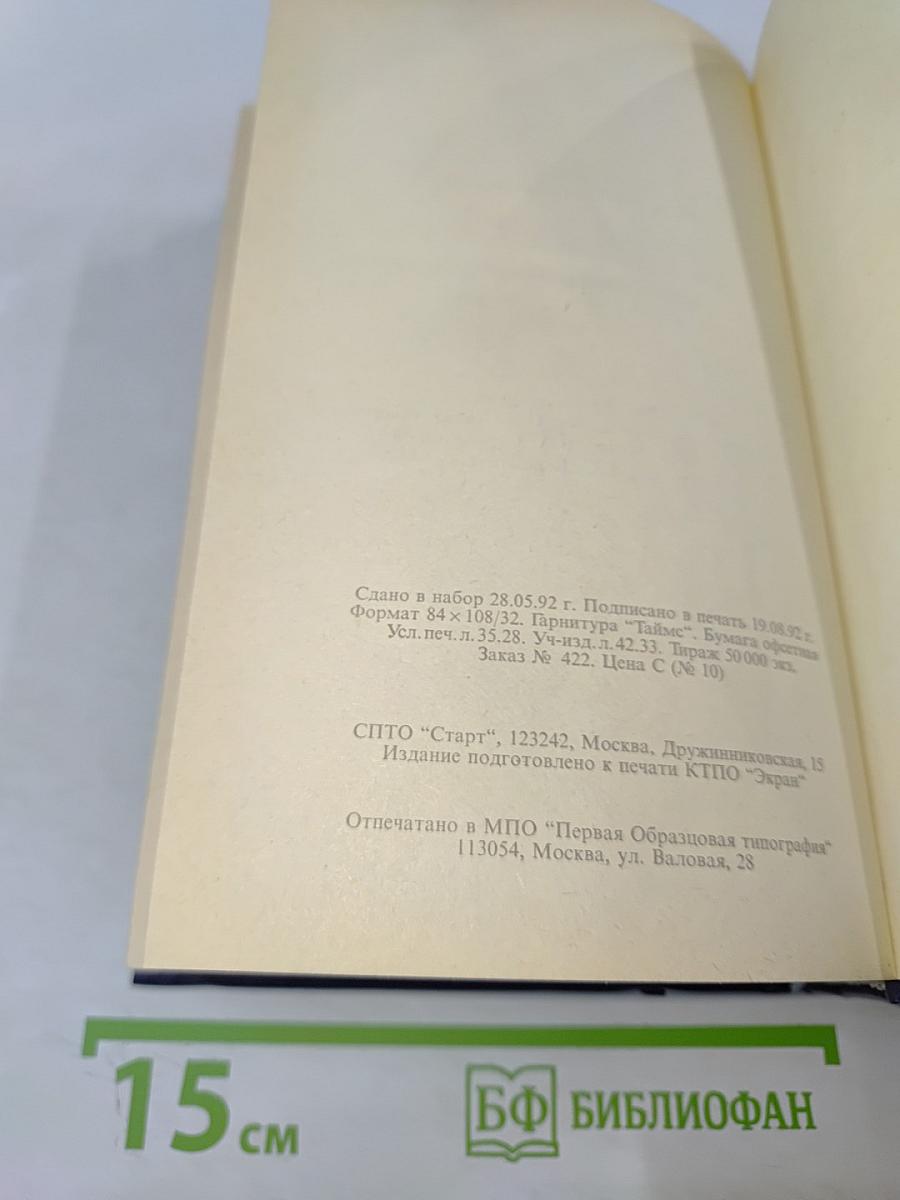 Сдано в набор 28.05.92 г. Подписано в печать 19.08.92 г.
Формат 84×108/32. Гарнитура "Таймс". Бумага офсетная
Усл.печ.л.35.28. Уч-изд.л.42.33. Тираж 50000 экз.
Заказ № 422. Цена С (№ 10)
СПТО "Старт", 123242, Москва, Дружинниковская, 15
Издание подготовлено к печати КТПО "Экран"
Отпечатано в МПО "Первая Образцовая типография"
113054, Москва, ул. Валовая, 28
15 см
БФ БИБЛИОФАН